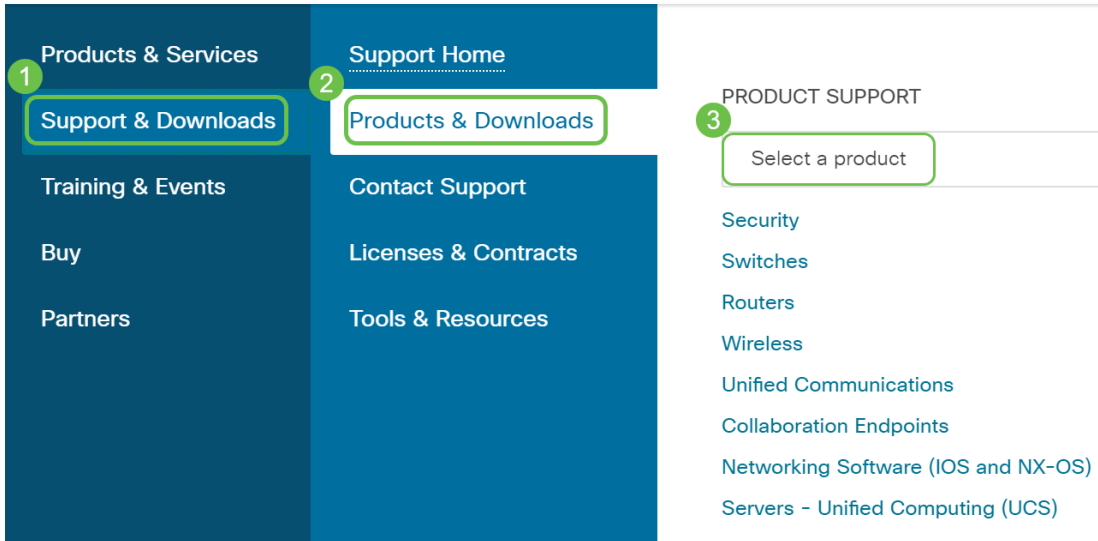 Products & Services
1
Support & Downloads
Training & Events
Buy
Partners
Support Home
2
Products & Downloads
Contact Support
Licenses & Contracts
Tools & Resources
PRODUCT SUPPORT
3
Select a product
Security
Switches
Routers
Wireless
Unified Communications
Collaboration Endpoints
Networking Software (IOS and NX-OS)
Servers - Unified Computing (UCS)